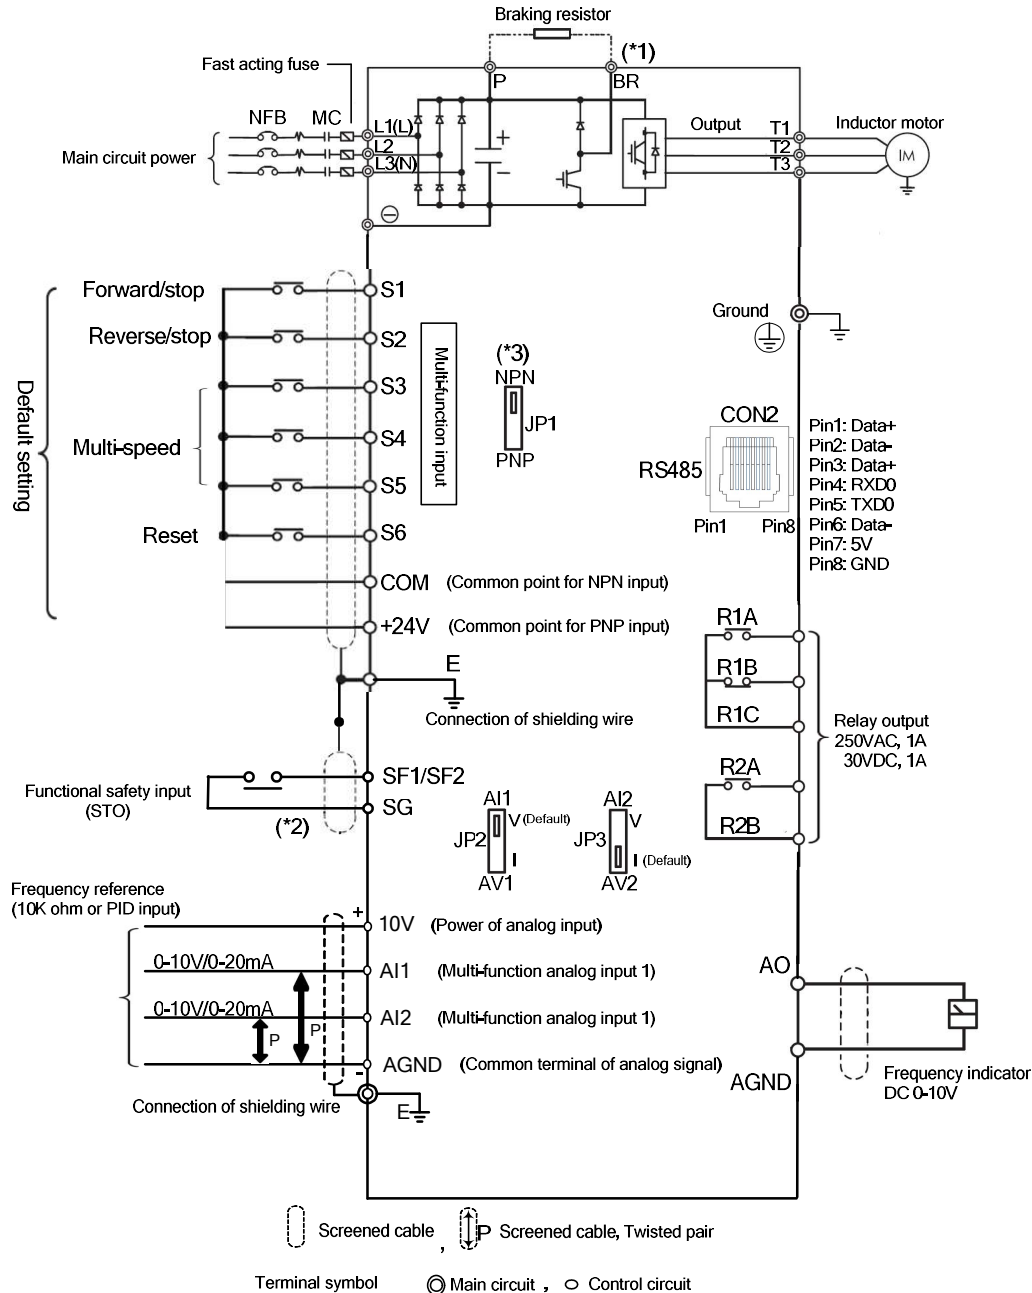 Braking resistor
(*1)
Fast acting fuse
P
BR
NFB
MC
L1(L)
L2
L3(N)
Main circuit power
+
−
Output
T1
T2
T3
Inductor motor
IM
−
Forward/stop
S1
Reverse/stop
S2
S3
Multi-speed
S4
S5
Reset
S6
Default setting
Multi-function input
(*3)
NPN
JP1
PNP
COM
(Common point for NPN input)
+24V
(Common point for PNP input)
E
Connection of shielding wire
Ground
CON2
RS485
Pin1
Pin8
Pin1: Data+
Pin2: Data-
Pin3: Data+
Pin4: RXD0
Pin5: TXD0
Pin6: Data-
Pin7: 5V
Pin8: GND
R1A
R1B
R1C
R2A
R2B
Relay output
250VAC, 1A
30VDC, 1A
Functional safety input
(STO)
(*2)
SF1/SF2
SG
AI1
V (Default)
JP2
I
AV1
AI2
V
JP3
I (Default)
AV2
Frequency reference
(10K ohm or PID input)
+
10V
(Power of analog input)
0-10V/0-20mA
AI1
(Multi-function analog input 1)
0-10V/0-20mA
AI2
(Multi-function analog input 1)
P
P
-
AGND
(Common terminal of analog signal)
Connection of shielding wire
E
AO
AGND
Frequency indicator
DC 0-10V
Screened cable
,
P
Screened cable, Twisted pair
Terminal symbol
Main circuit ,
Control circuit